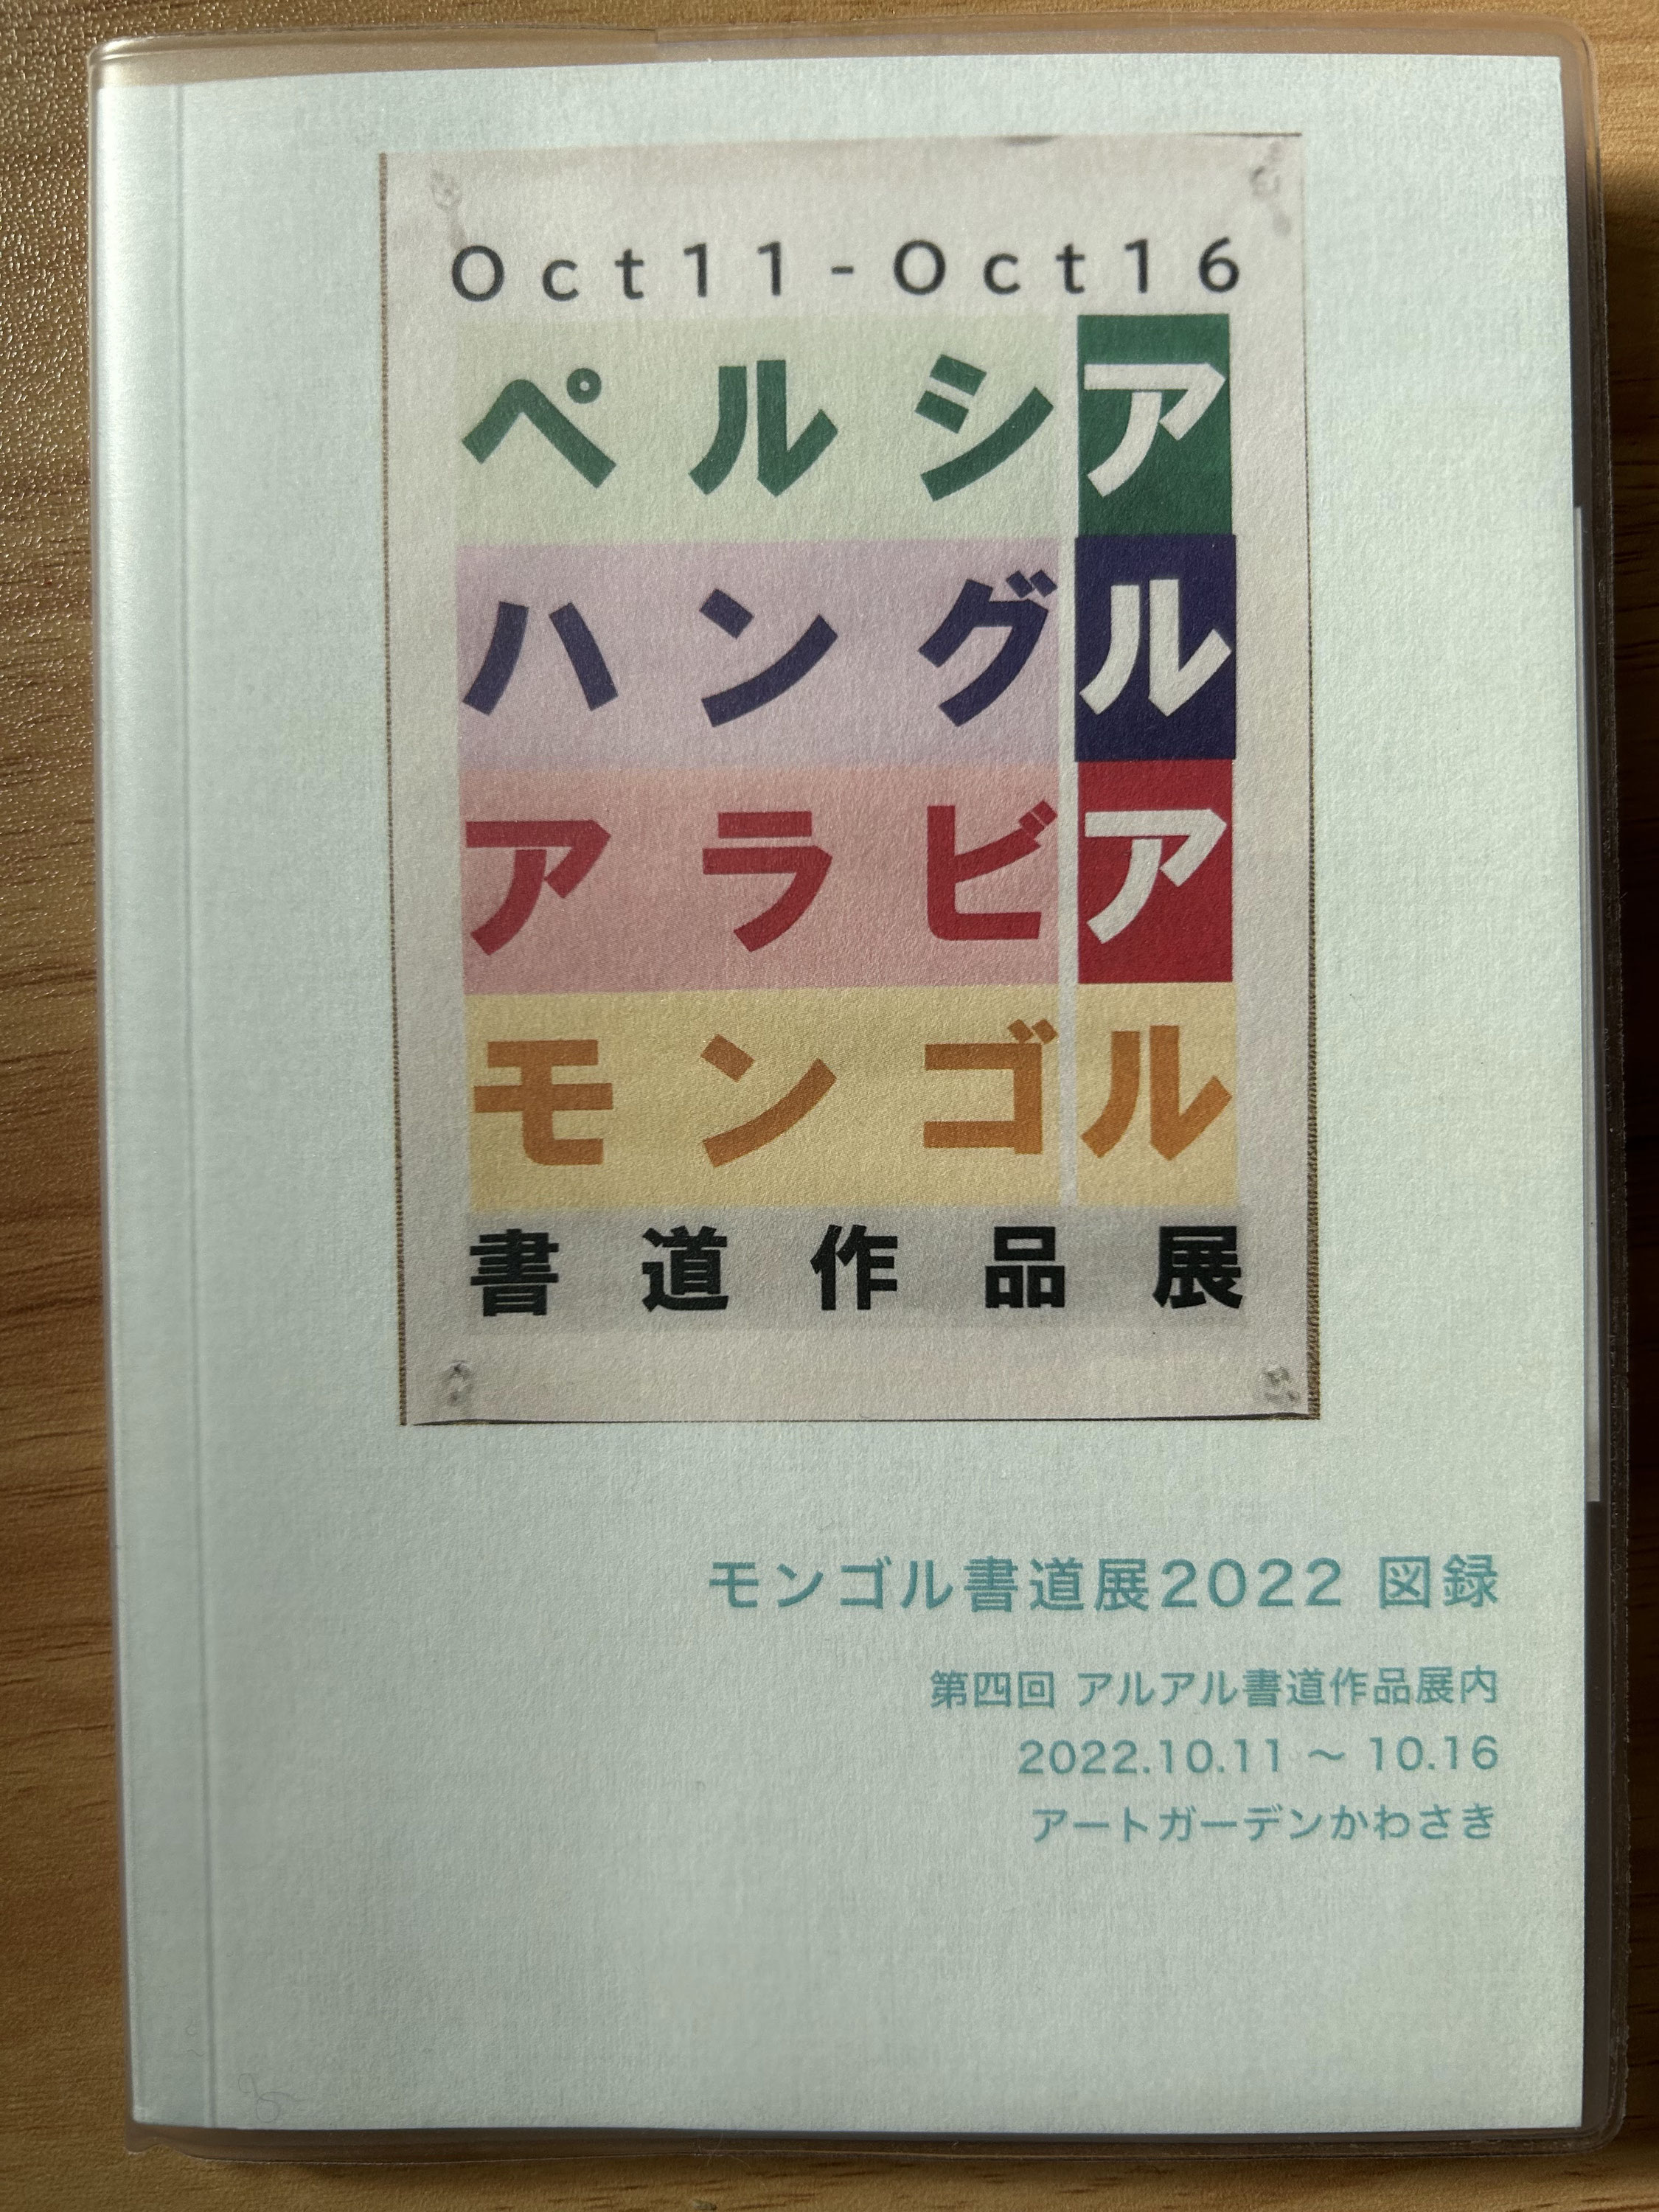 Oct11-Oct16
ペルシア
ハングル
アラビア
モンゴル
書道作品展
モンゴル書道展2022 図録
第四回 アルアル書道作品展内
2022.10.11 〜 10.16
アートガーデンかわさき